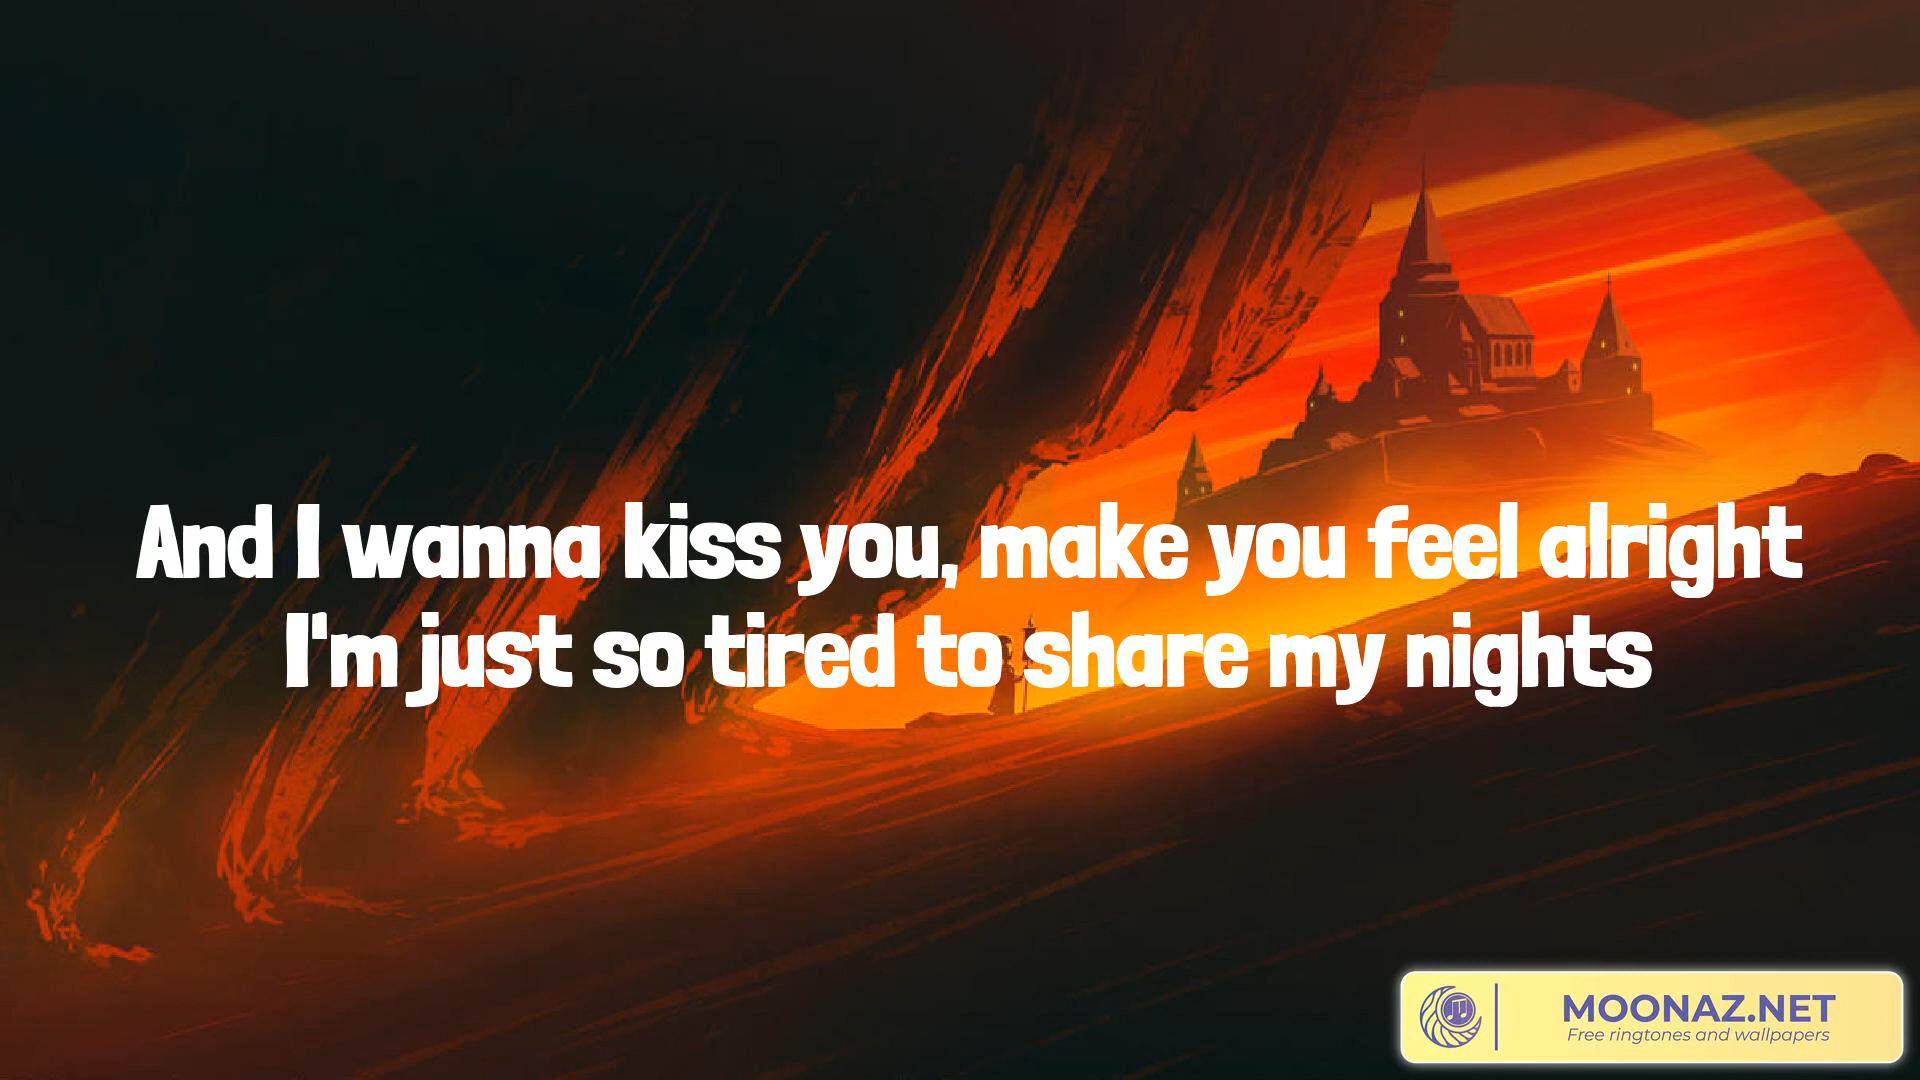 And I wanna kiss you, make you feel alright
I'm just so tired to share my nights
MOONAZ.NET
Free ringtones and wallpapers